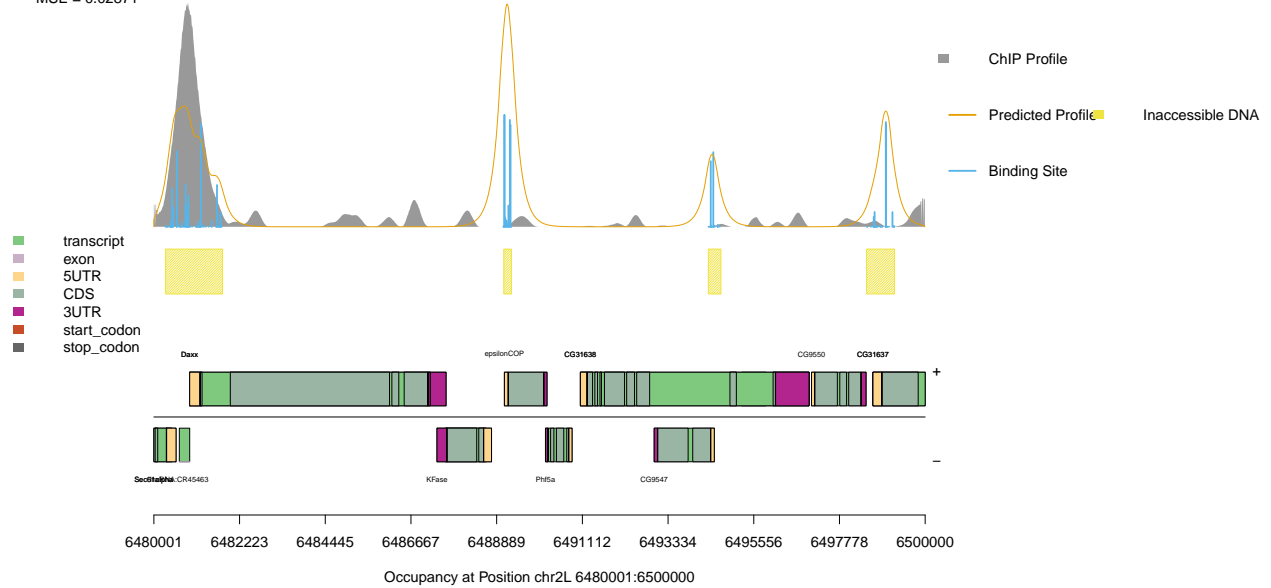 ChIP Profile
Predicted Profile
Inaccessible DNA
Binding Site
transcript
exon
5UTR
CDS
3UTR
start_codon
stop_codon
Daxx
epsilonCOP
CG31638
CG9550
CG31637
+
−
CR45463
KFase
Phf5a
CG9547
6480001 6482223 6484445 6486667 6488889 6491112 6493334 6495556 6497778 6500000
Occupancy at Position chr2L 6480001:6500000